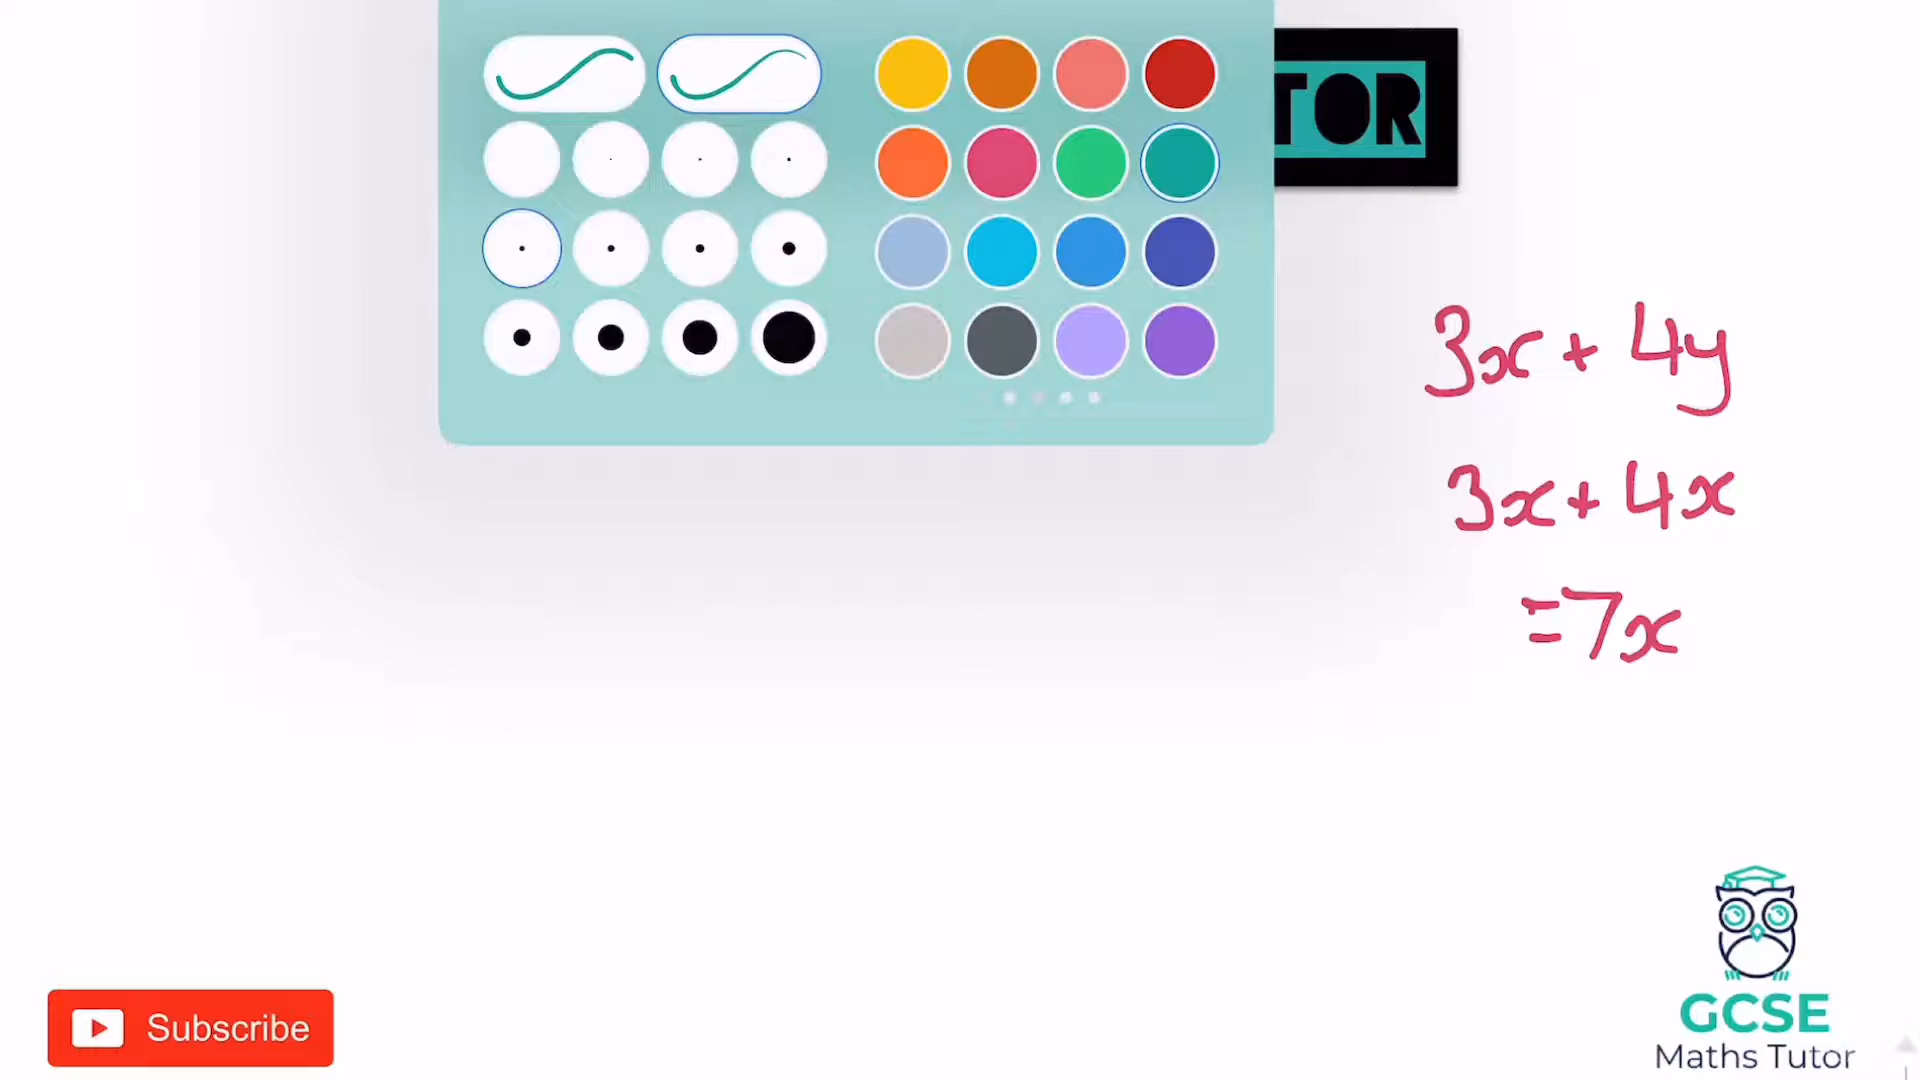 TOR
3x + 4y
3x + 4x
=7x
Subscribe
GCSE
Maths Tutor